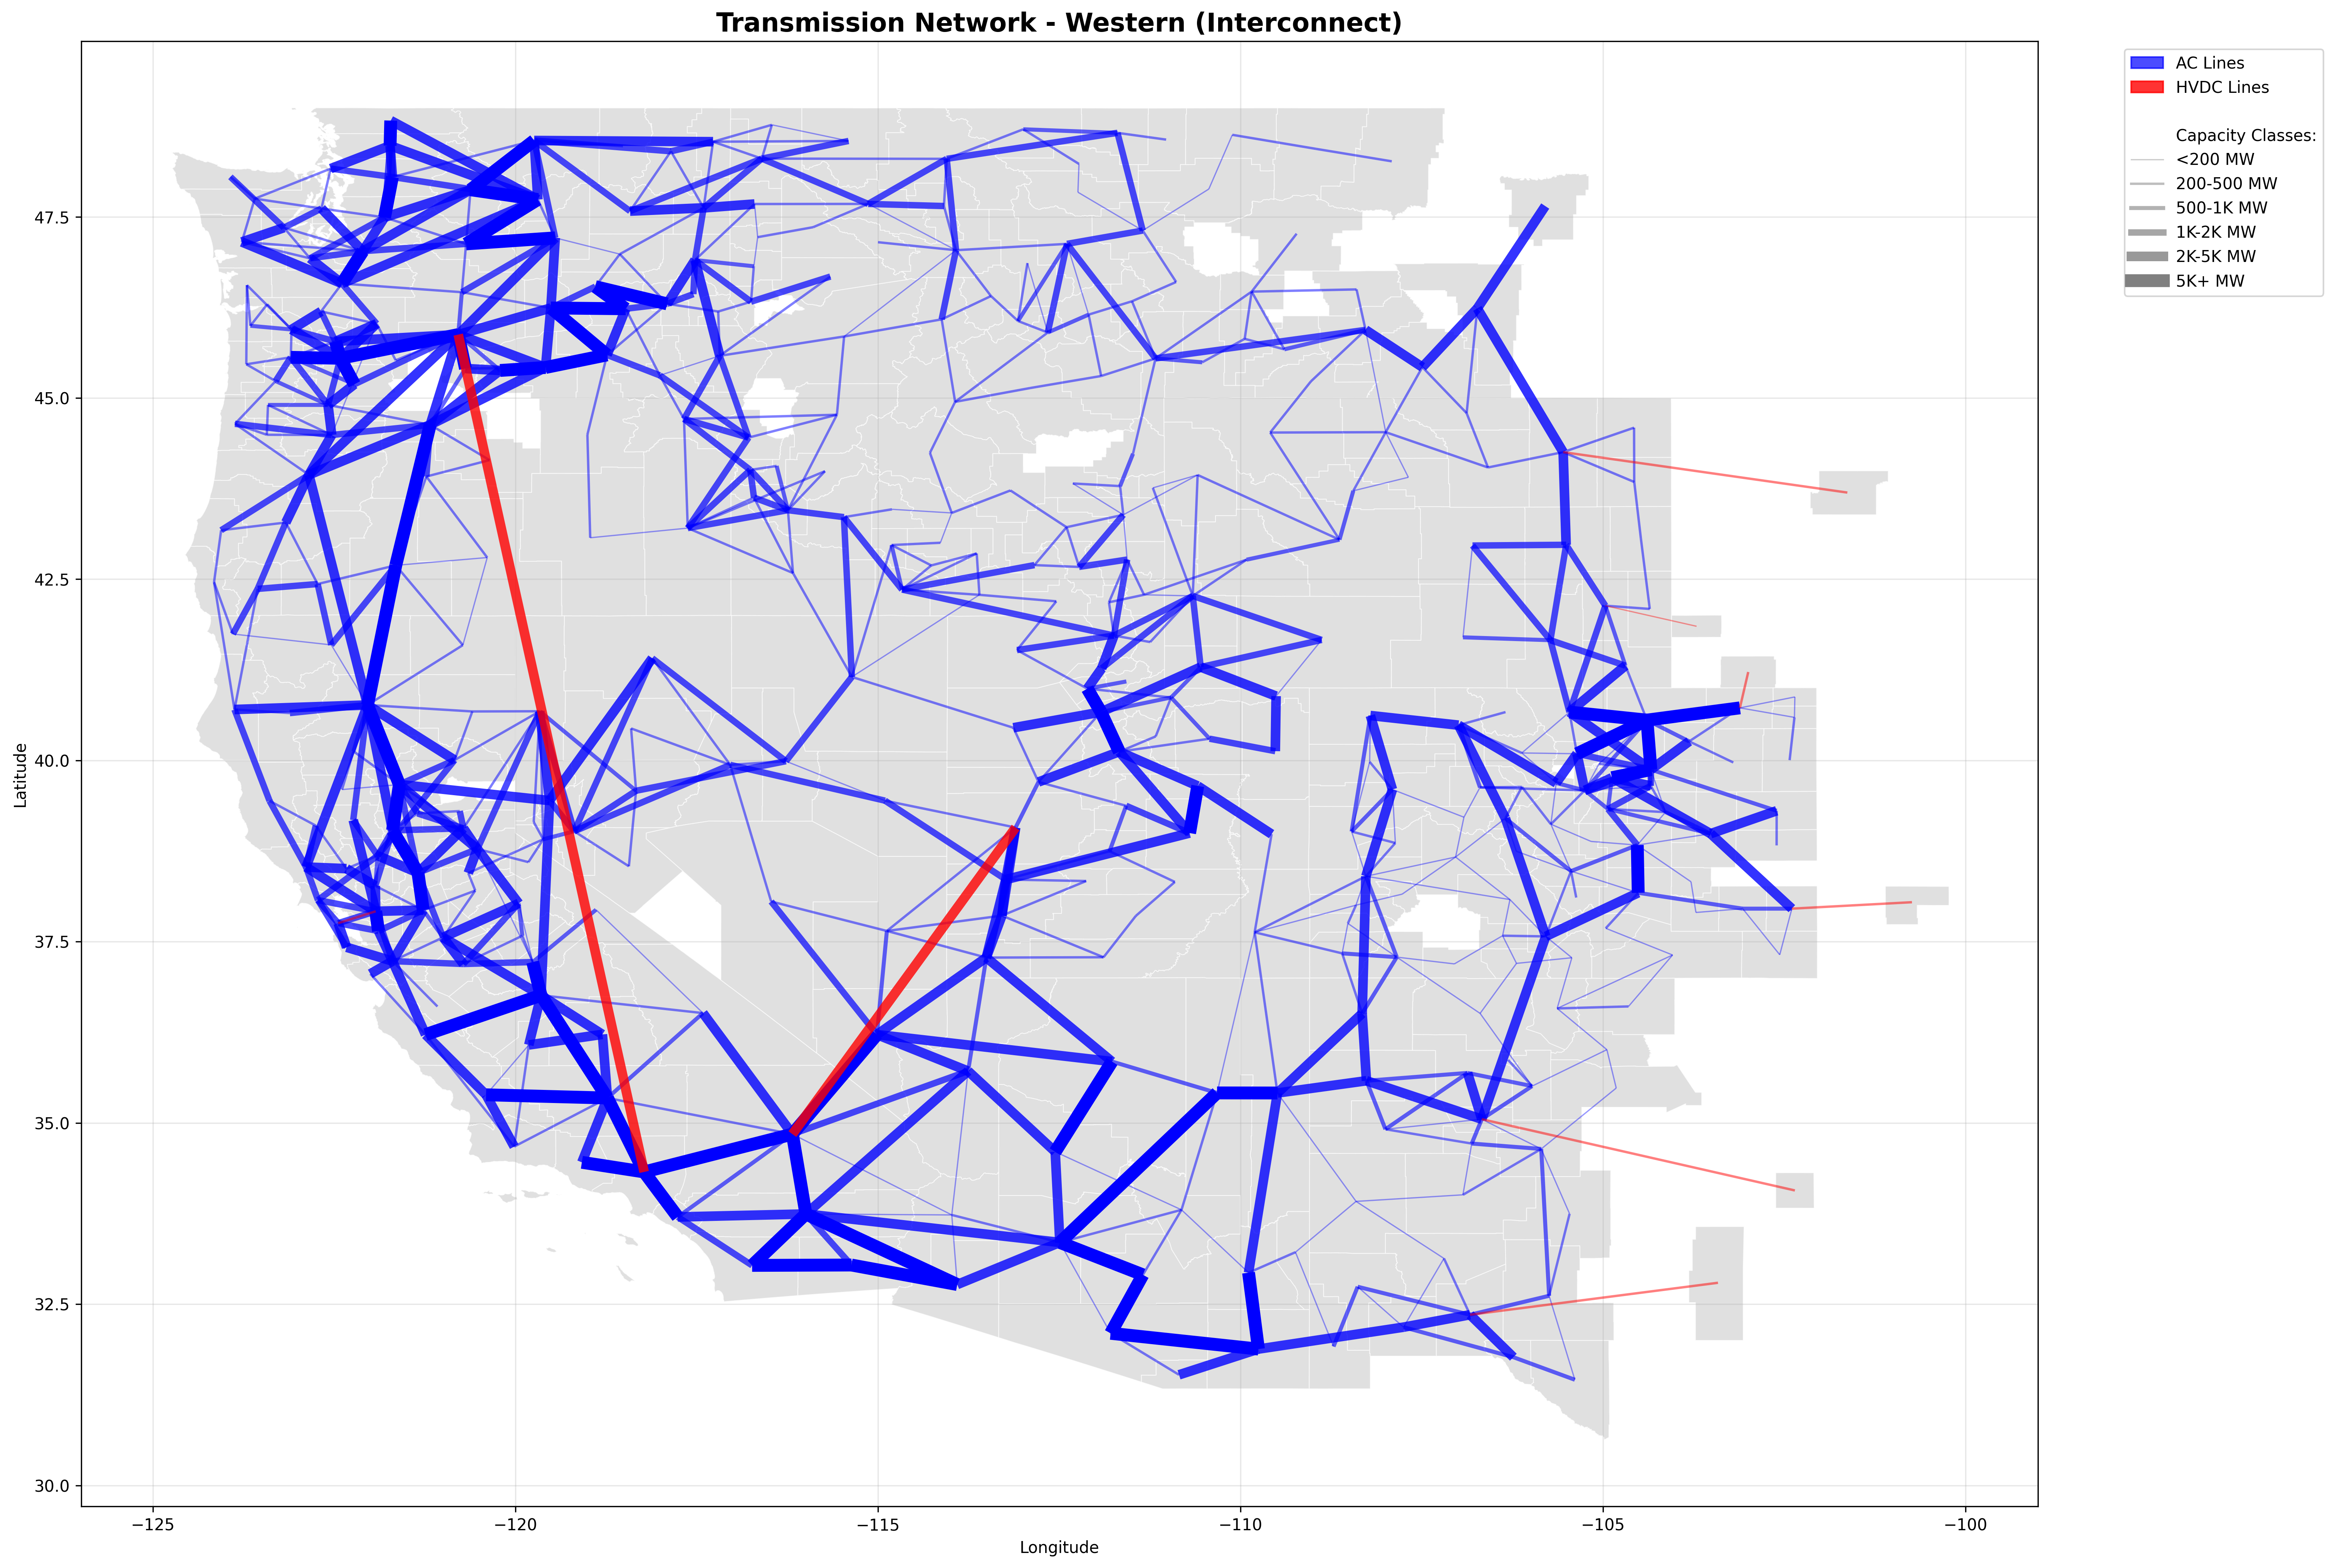 Transmission Network - Western (Interconnect)
AC Lines
HVDC Lines
Capacity Classes:
<200 MW
200-500 MW
500-1K MW
1K-2K MW
2K-5K MW
5K+ MW
Latitude
47.5
45.0
42.5
40.0
37.5
35.0
32.5
30.0
−125
−120
−115
−110
−105
−100
Longitude